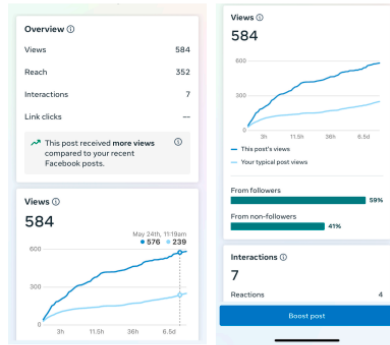 Overview
Views 584
Reach 352
Interactions 7
Link clicks --
This post received more views
compared to your recent
Facebook posts.
Views
584
May 24th, 11:19am
576 239
600
300
0
3h 11.5h 36h 6.5d
Views
584
600
300
0
3h 11.5h 36h 6.5d
This post's views
Your typical post views
From followers
59%
From non-followers
41%
Interactions
7
Reactions 4
Boost post